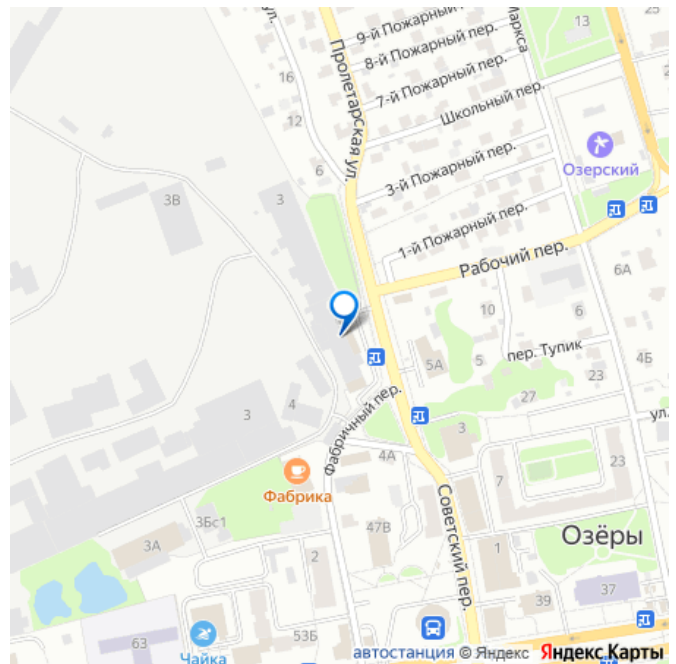 9-й Пожарный пер.
25
8-й Пожарный пер.
13
ул.
Маркса
16
7-й Пожарный пер.
Школьный пер.
12
Пролетарская ул.
6
3-й Пожарный пер.
Озерский
3В
3
1-й Пожарный пер.
Рабочий пер.
6А
10
6
5А
5
пер. Тупик
4Б
23
27
4
3
Фабричный пер.
3
ул.
4А
7
23
Фабрика
Советский пер.
3Бс1
47В
1
Озёры
3А
2
37
39
63
53Б
Чайка
автостанция
© Яндекс Яндекс Карты